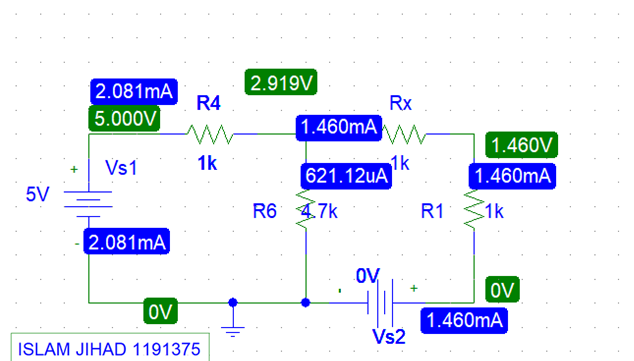 2.919V
2.081mA
R4
Rx
5.000V
1.460mA
1.460V
1k
1k
Vs1
621.12uA
1.460mA
+
5V
R6
4.7k
R1
1k
-
2.081mA
0V
-
+
0V
0V
1.460mA
Vs2
ISLAM JIHAD 1191375